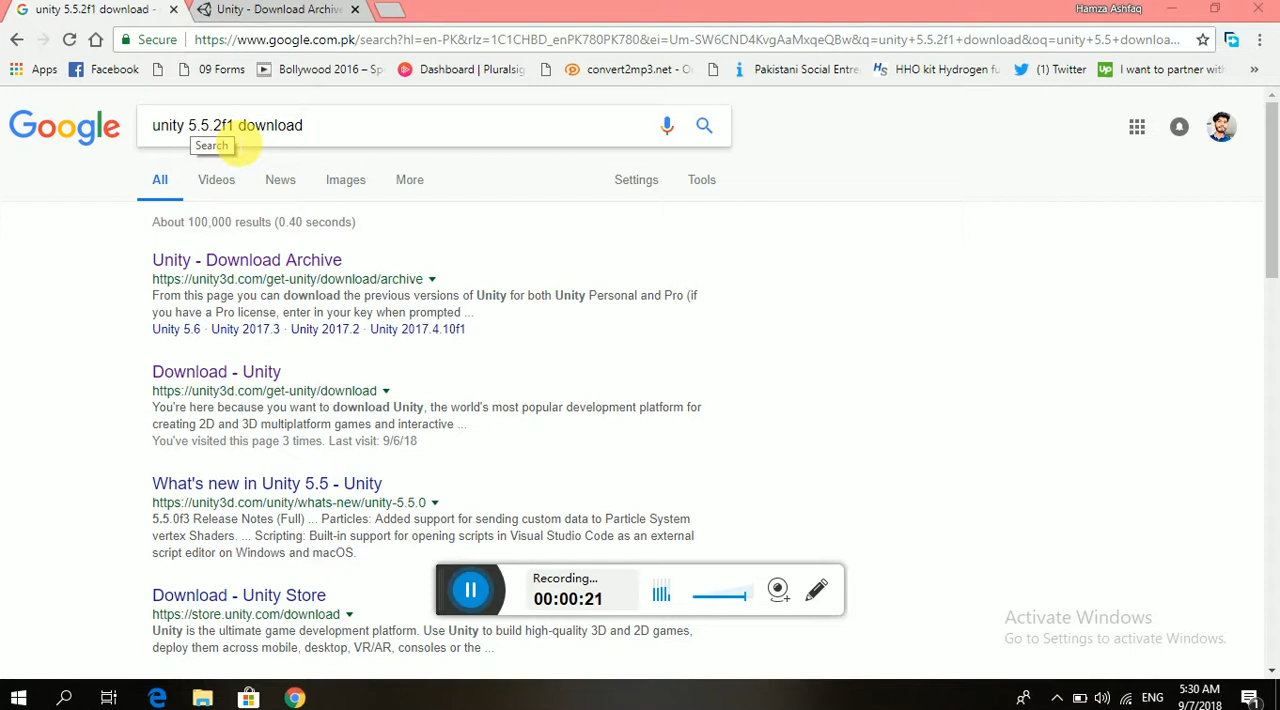 unity 5.5.2f1 download -
Unity - Download Archive
Hamza Ashfaq
Secure
https://www.google.com.pk/search?hl=en-PK&rlz=1C1CHBD_enPK780PK780&ei=Um-SW6CND4KvgAaMxqeQBw&q=unity+5.5.2f1+download&oq=unity+5.5+downloa...
Apps
Facebook
09 Forms
Bollywood 2016 – Sp
Dashboard | Pluralsig
convert2mp3.net - O
Pakistani Social Entre
HHO kit Hydrogen fu
(1) Twitter
I want to partner wit
Google
unity 5.5.2f1 download
Search
All
Videos
News
Images
More
Settings
Tools
About 100,000 results (0.40 seconds)
Unity - Download Archive
https://unity3d.com/get-unity/download/archive
From this page you can download the previous versions of Unity for both Unity Personal and Pro (if
you have a Pro license, enter in your key when prompted ...
Unity 5.6 · Unity 2017.3 · Unity 2017.2 · Unity 2017.4.10f1
Download - Unity
https://unity3d.com/get-unity/download
You're here because you want to download Unity, the world's most popular development platform for
creating 2D and 3D multiplatform games and interactive ...
You've visited this page 3 times. Last visit: 9/6/18
What's new in Unity 5.5 - Unity
https://unity3d.com/unity/whats-new/unity-5.5.0
5.5.0f3 Release Notes (Full) ... Particles: Added support for sending custom data to Particle System
vertex Shaders. ... Scripting: Built-in support for opening scripts in Visual Studio Code as an external
script editor on Windows and macOS.
Download - Unity Store
https://store.unity.com/download
Unity is the ultimate game development platform. Use Unity to build high-quality 3D and 2D games,
deploy them across mobile, desktop, VR/AR, consoles or the ...
Recording...
00:00:21
Activate Windows
Go to Settings to activate Windows.
ENG
5:30 AM
9/7/2018
1